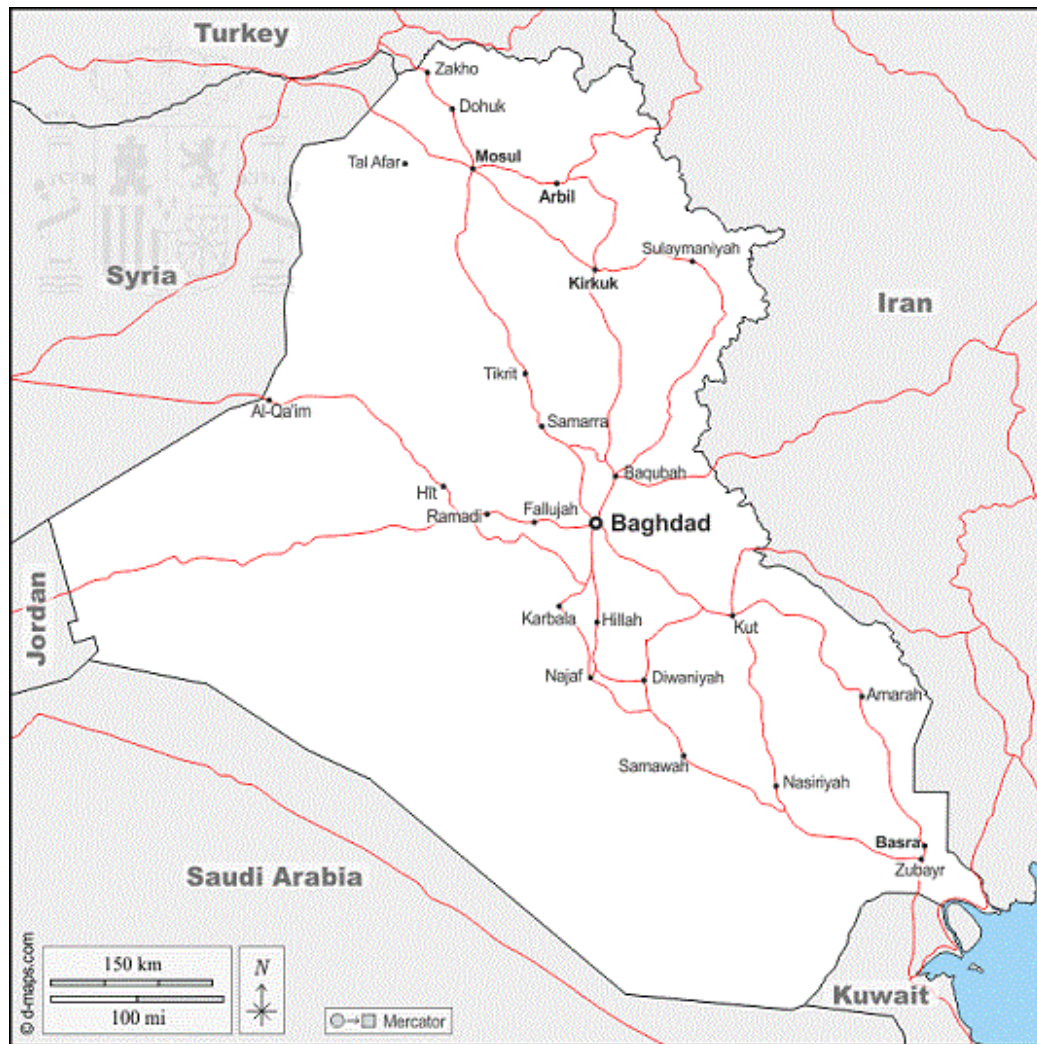 Turkey
Zakho
Dohuk
Tal Afar
Mosul
Arbil
Sulaymaniyah
Syria
Kirkuk
Iran
Tikrit
Al-Qa'im
Samarra
Baqubah
Hīt
Ramadi
Fallujah
Baghdad
Jordan
Karbala
Hillah
Kut
Najaf
Diwaniyah
Amarah
Samawah
Nasiriyah
Basra
Zubayr
Saudi Arabia
Kuwait
150 km
100 mi
N
Mercator
© d-maps.com